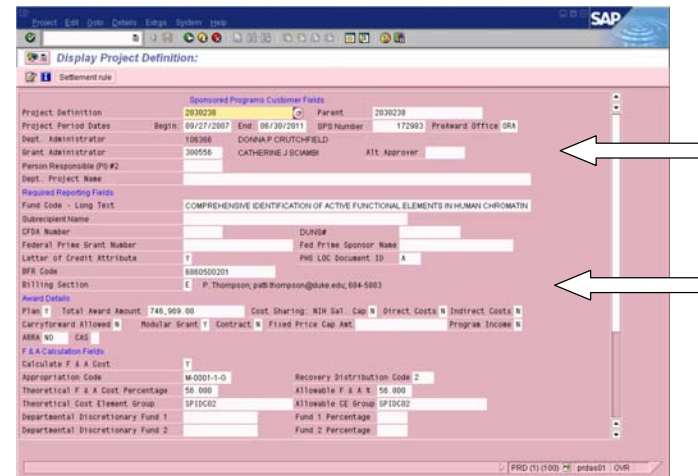 Project Edit Goto Details Extras System Help
SAP
Display Project Definition:
Settlement rule
Sponsored Programs Customer Fields
Project Definition 2030230 Parent 2030230
Project Period Dates Begin: 09/27/2007 End: 06/30/2011 SPS Number 172903 PreAward Office ORA
Dept. Administrator 106366 DONNA P CRUTCHFIELD
Grant Administrator 300556 CATHERINE J SCIAMBI Alt Approver
Person Responsible (PI) #2
Dept. Project Name
Required Reporting Fields
Fund Code - Long Text COMPREHENSIVE IDENTIFICATION OF ACTIVE FUNCTIONAL ELEMENTS IN HUMAN CHROMATIN
Subrecipient Name
CFDA Number DUNS#
Federal Prime Grant Number Fed Prime Sponsor Name
Letter of Credit Attribute Y PHS LOC Document ID A
BFR Code 6860500201
Billing Section E P. Thompson; patti.thompson@duke.edu; 684-5983
Award Details
Plan Y Total Award Amount 746,969.00 Cost Sharing: NIH Sal. Cap N Direct Costs N Indirect Costs N
Carryforward Allowed N Modular Grant Y Contract N Fixed Price Cap Amt Program Income N
ARRA NO CAS
F & A Calculation Fields
Calculate F & A Cost Y
Appropriation Code M-0001-1-O Recovery Distribution Code 2
Theoretical F & A Cost Percentage 56.000 Allowable F & A % 56.000
Theoretical Cost Element Group SPIDC02 Allowable CE Group SPIDC02
Departmental Discretionary Fund 1 Fund 1 Percentage
Departmental Discretionary Fund 2 Fund 2 Percentage
PRD (1) (100) prdas01 OVR